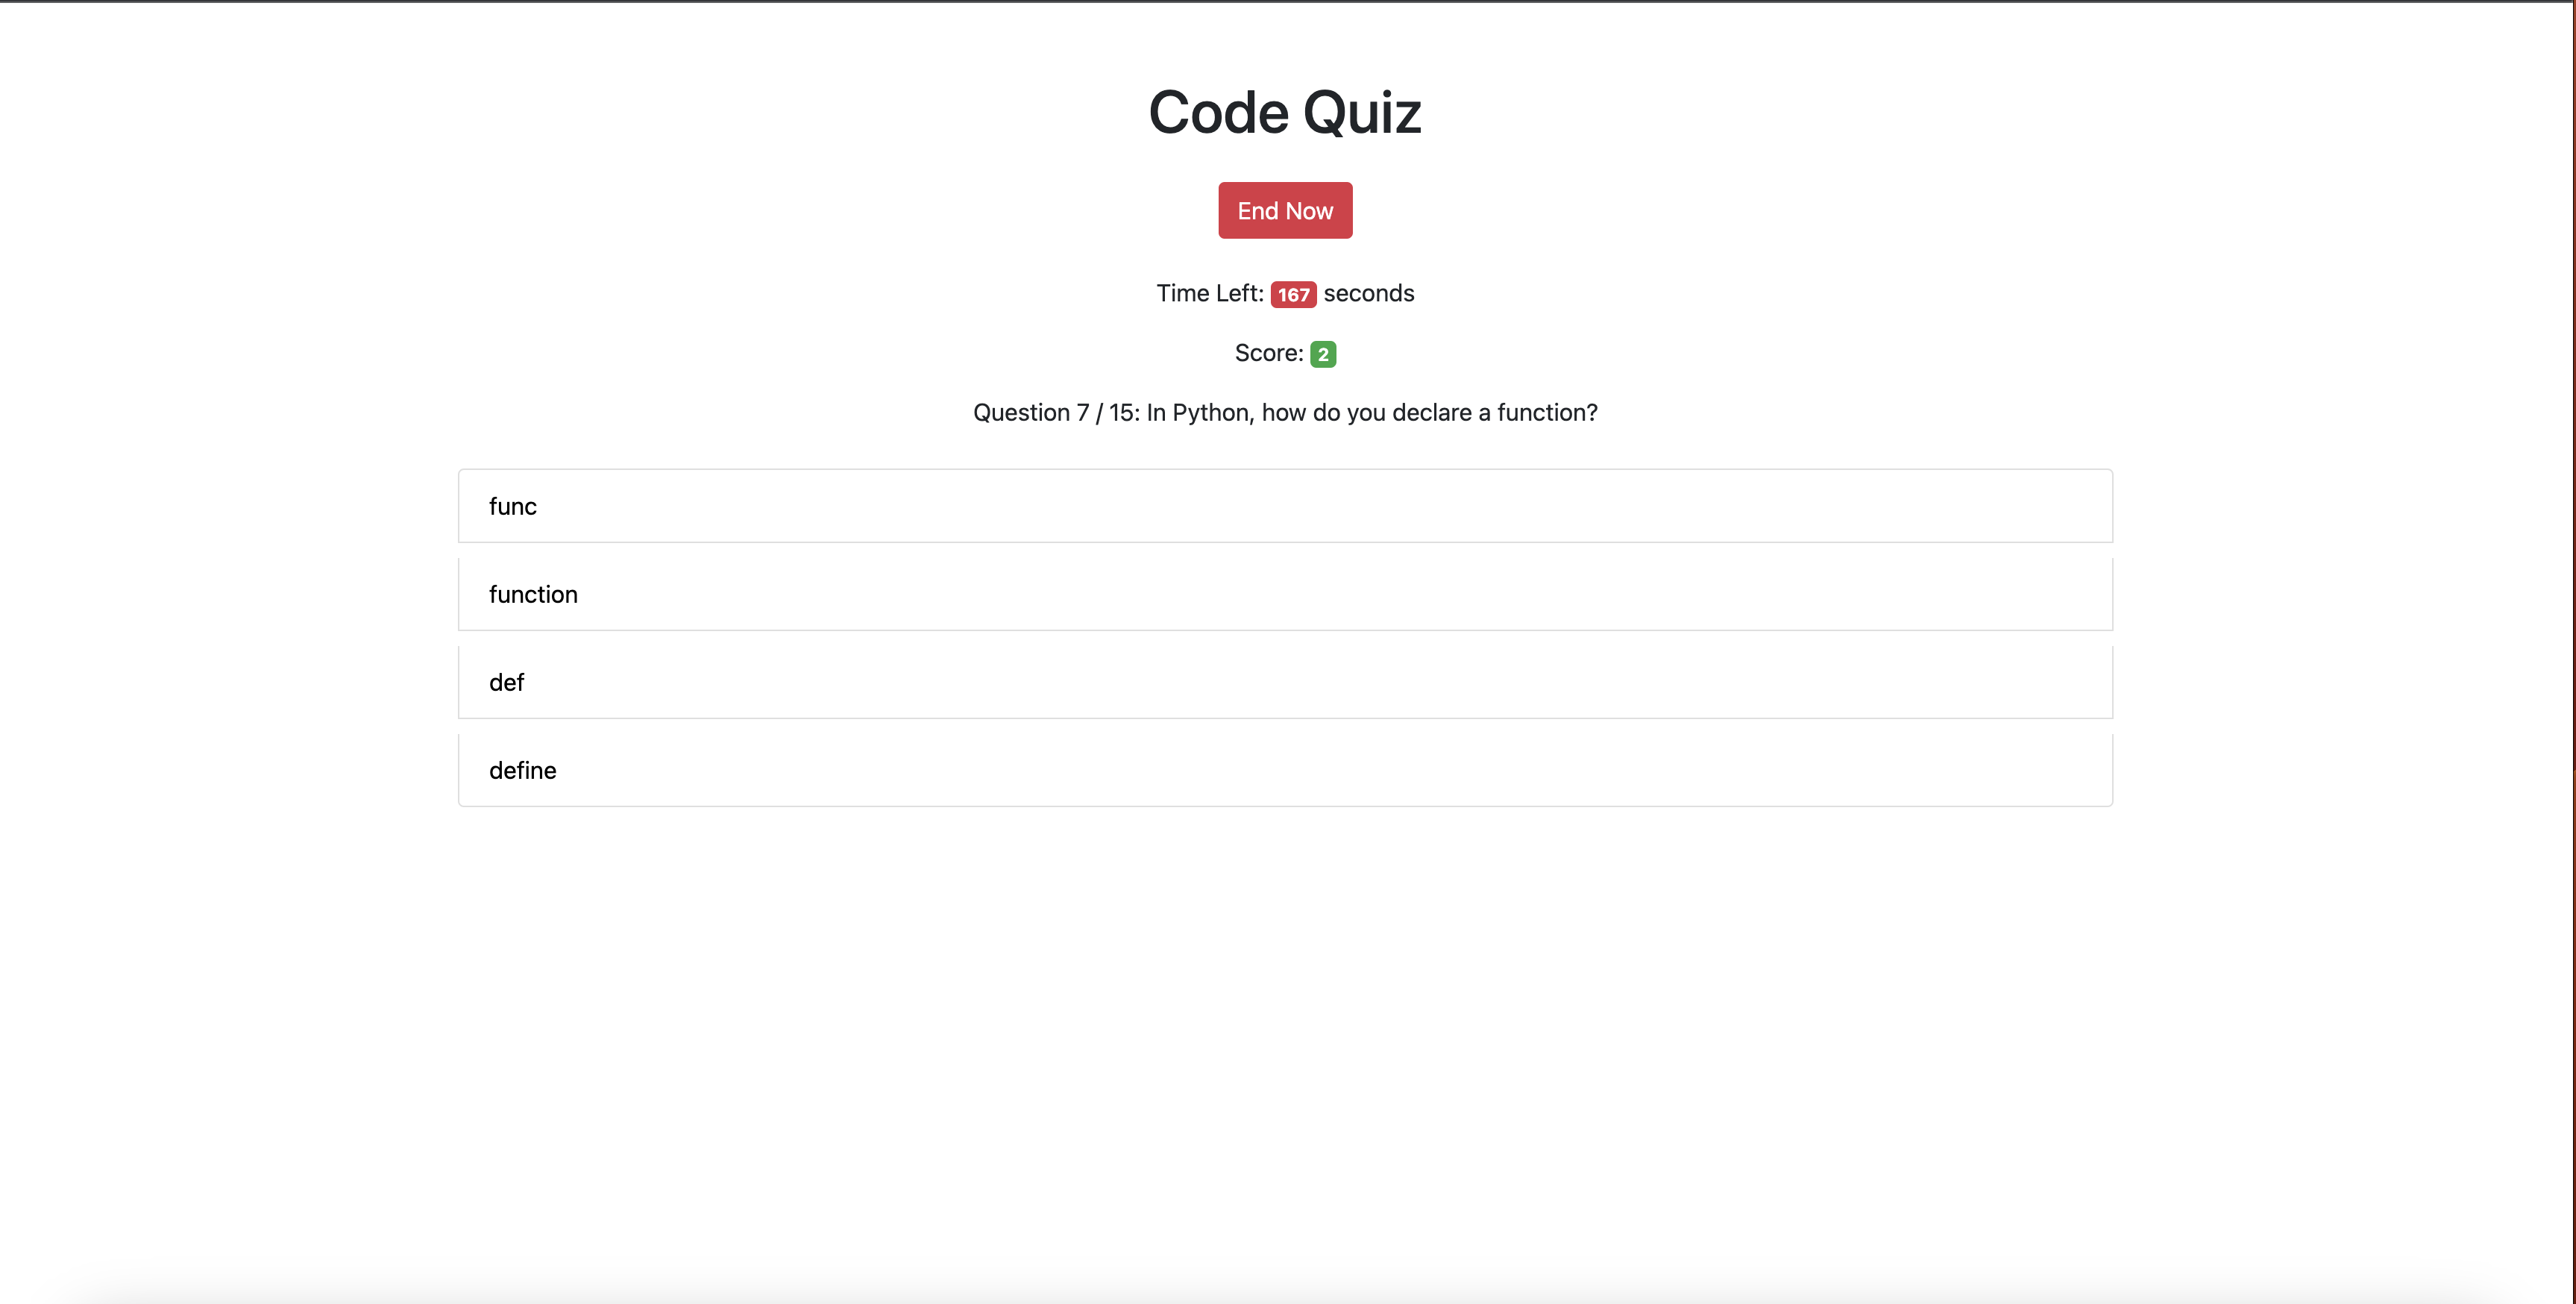 Code Quiz
End Now
Time Left: 167 seconds
Score: 2
Question 7 / 15: In Python, how do you declare a function?
func
function
def
define